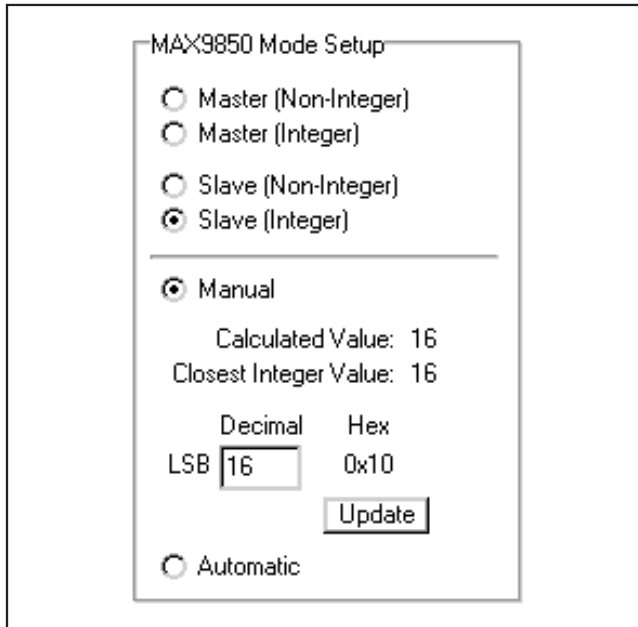 MAX9850 Mode Setup
Master (Non-Integer)
Master (Integer)
Slave (Non-Integer)
Slave (Integer)
Manual
Calculated Value: 16
Closest Integer Value: 16
Decimal Hex
LSB 16 0x10
Update
Automatic